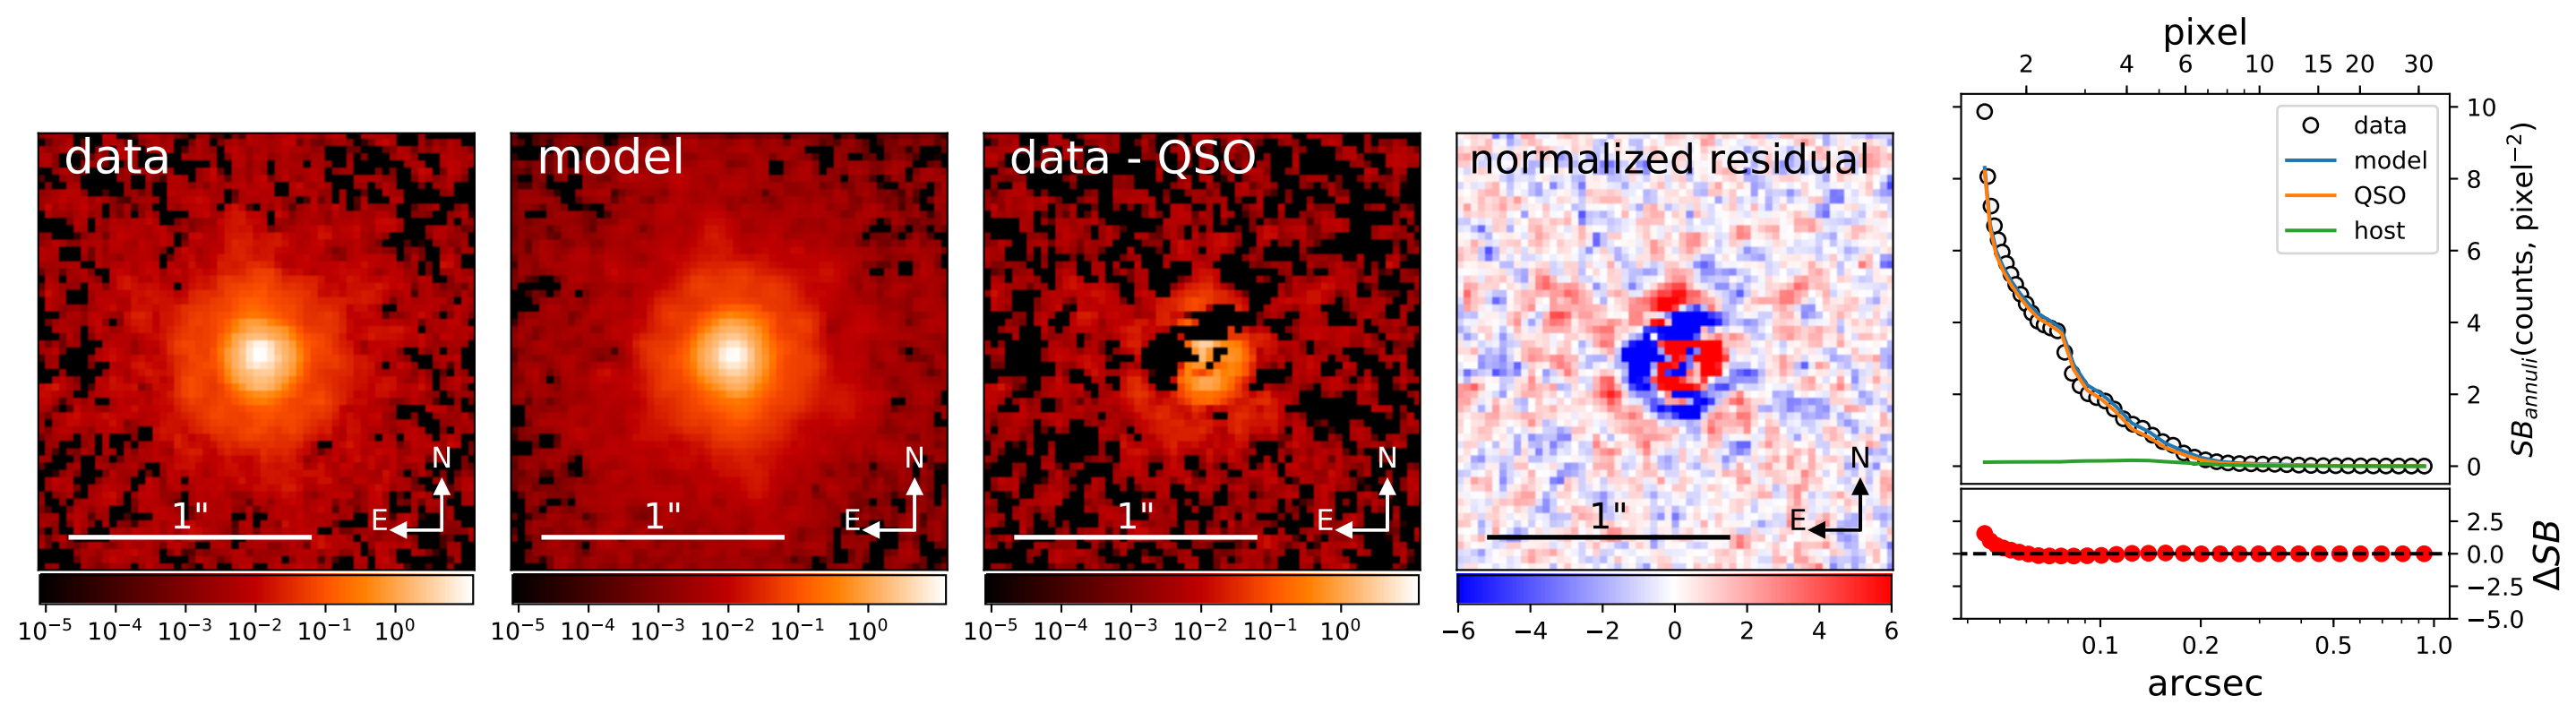 data
N
E
1"
10⁻⁵ 10⁻⁴ 10⁻³ 10⁻² 10⁻¹ 10⁰
model
N
E
1"
10⁻⁵ 10⁻⁴ 10⁻³ 10⁻² 10⁻¹ 10⁰
data - QSO
N
E
1"
10⁻⁵ 10⁻⁴ 10⁻³ 10⁻² 10⁻¹ 10⁰
normalized residual
N
E
1"
−6 −4 −2 0 2 4 6
pixel
2 4 6 10 15 20 30
data
model
QSO
host
10
8
6
4
2
0
SB_annuli(counts, pixel⁻²)
2.5
0.0
−2.5
−5.0
ΔSB
0.1 0.2 0.5 1.0
arcsec